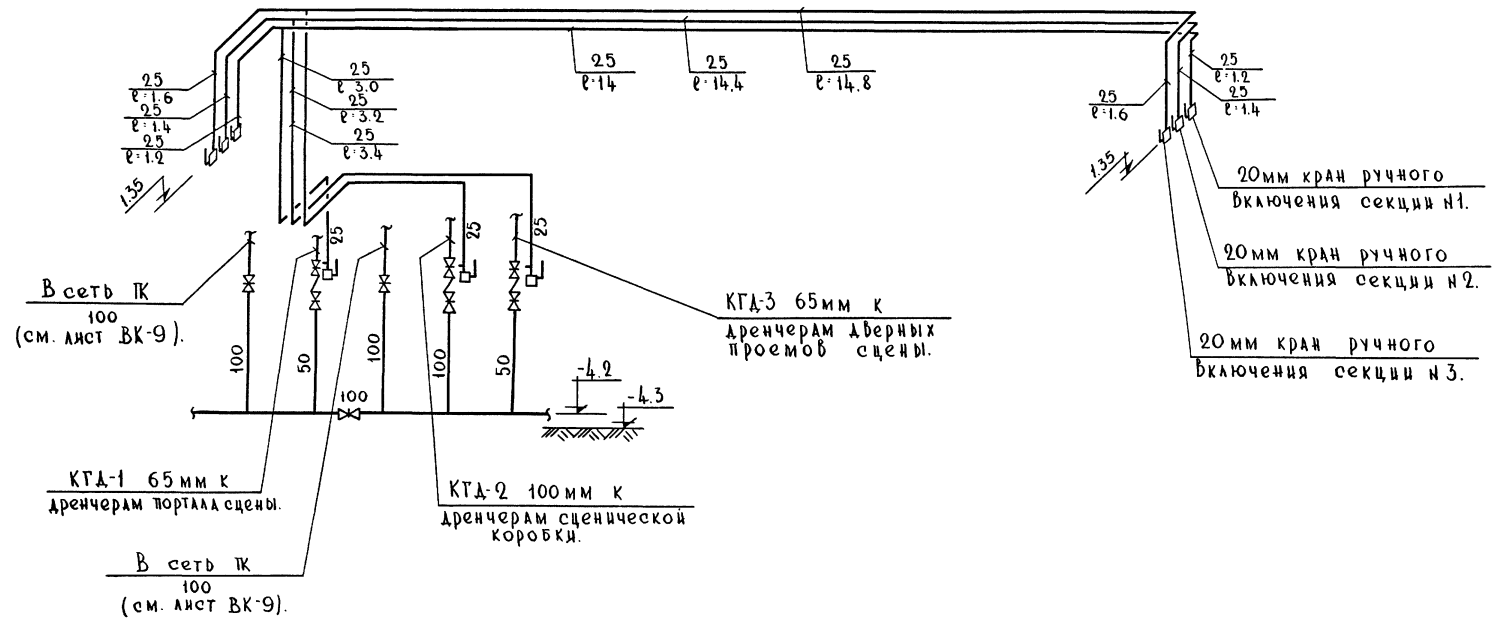 25
ℓ=1.6
25
ℓ=1.4
25
ℓ=1.2
1.35
25
ℓ=3.0
25
ℓ=3.2
25
ℓ=3.4
25
ℓ=14
25
ℓ=14.4
25
ℓ=14.8
25
ℓ=1.2
25
ℓ=1.4
25
ℓ=1.6
1.35
20мм кран ручного
включения секции №1.
20мм кран ручного
включения секции №2.
20мм кран ручного
включения секции №3.
25
25
25
В сеть ПК
100
(см. лист ВК-9).
КГД-3 65мм к
дренчерам дверных
проемов сцены.
100
50
100
100
50
100
-4.2
-4.3
КГД-1 65мм к
дренчерам портала сцены.
КГД-2 100мм к
дренчерам сценической
коробки.
В сеть ПК
100
(см. лист ВК-9).